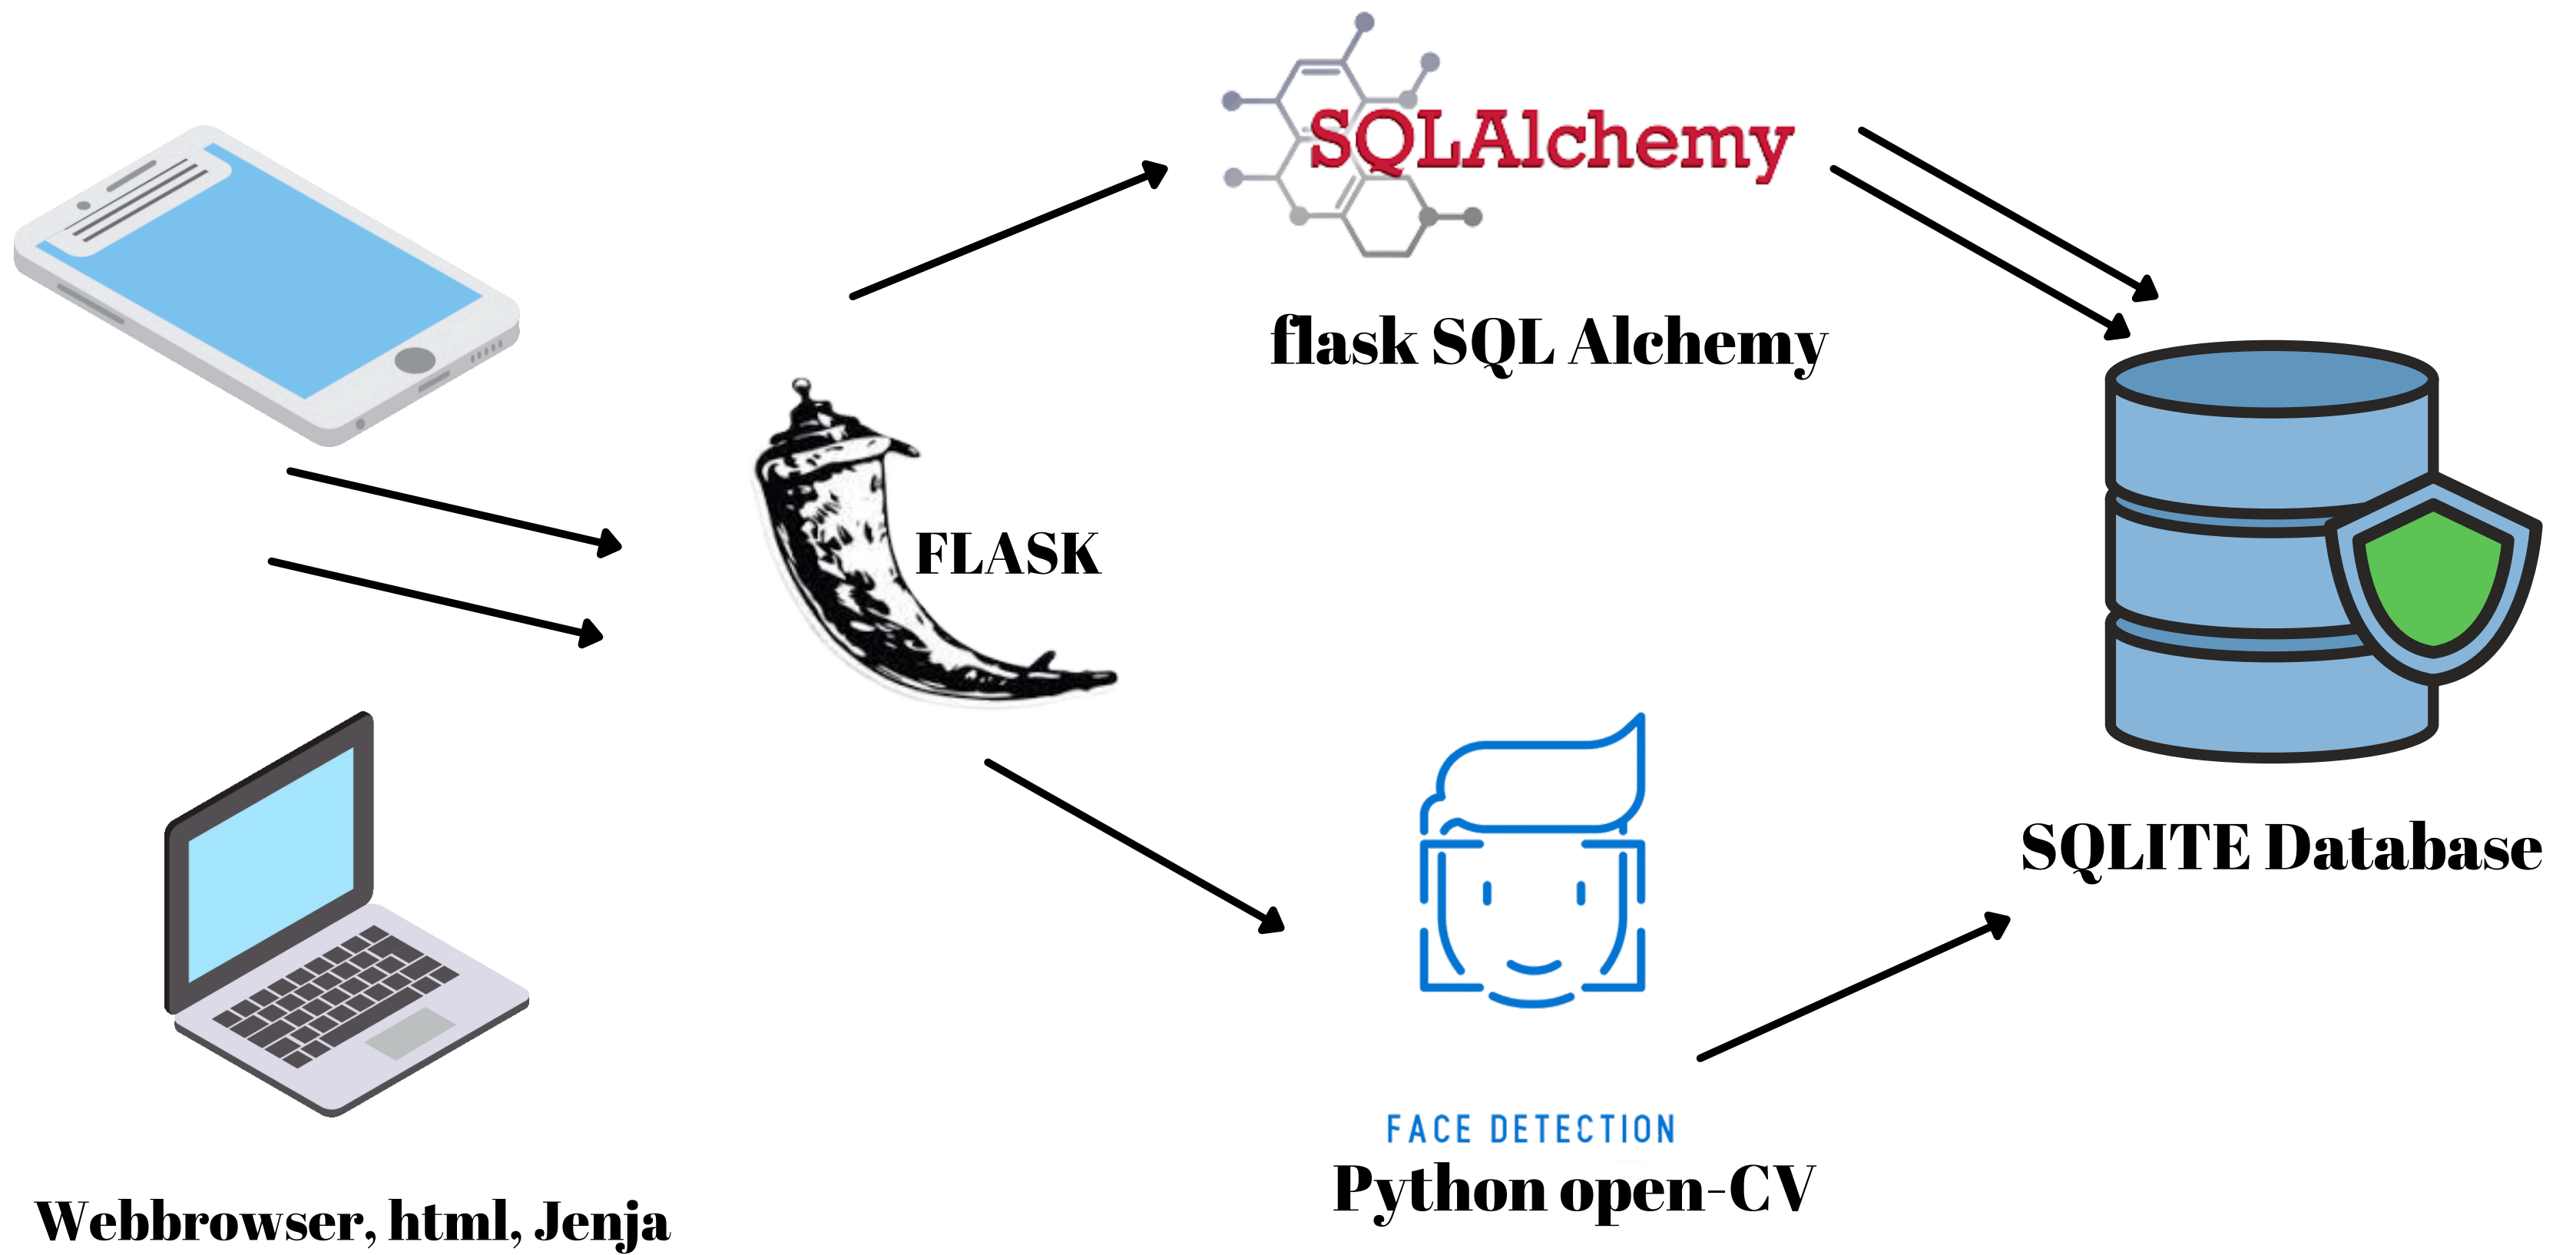 SQLAlchemy
flask SQL Alchemy
FLASK
SQLITE Database
FACE DETECTION
Python open-CV
Webbrowser, html, Jenja